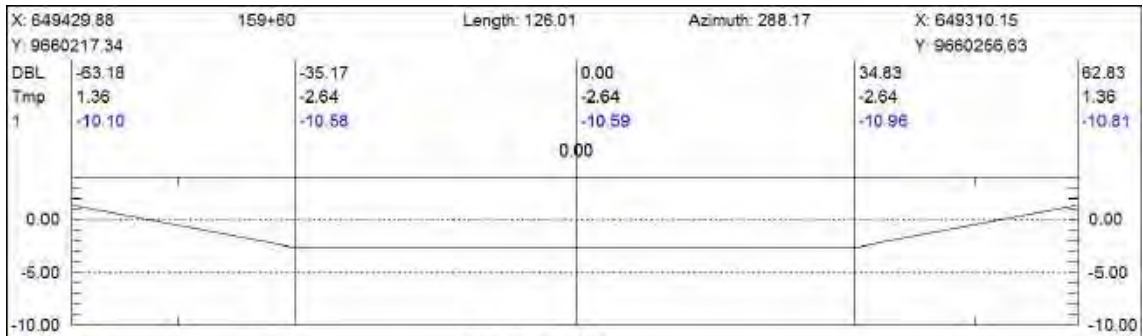 X: 649429.88 159+60 Length: 126.01 Azimuth: 288.17 X: 649310.15
Y: 9660217.34 Y: 9660256.63
DBL -63.18 -35.17 0.00 34.83 62.83
Tmp 1.36 -2.64 -2.64 -2.64 1.36
1 -10.10 -10.58 -10.59 -10.96 -10.81
0.00
0.00 0.00
-5.00 -5.00
-10.00 -10.00